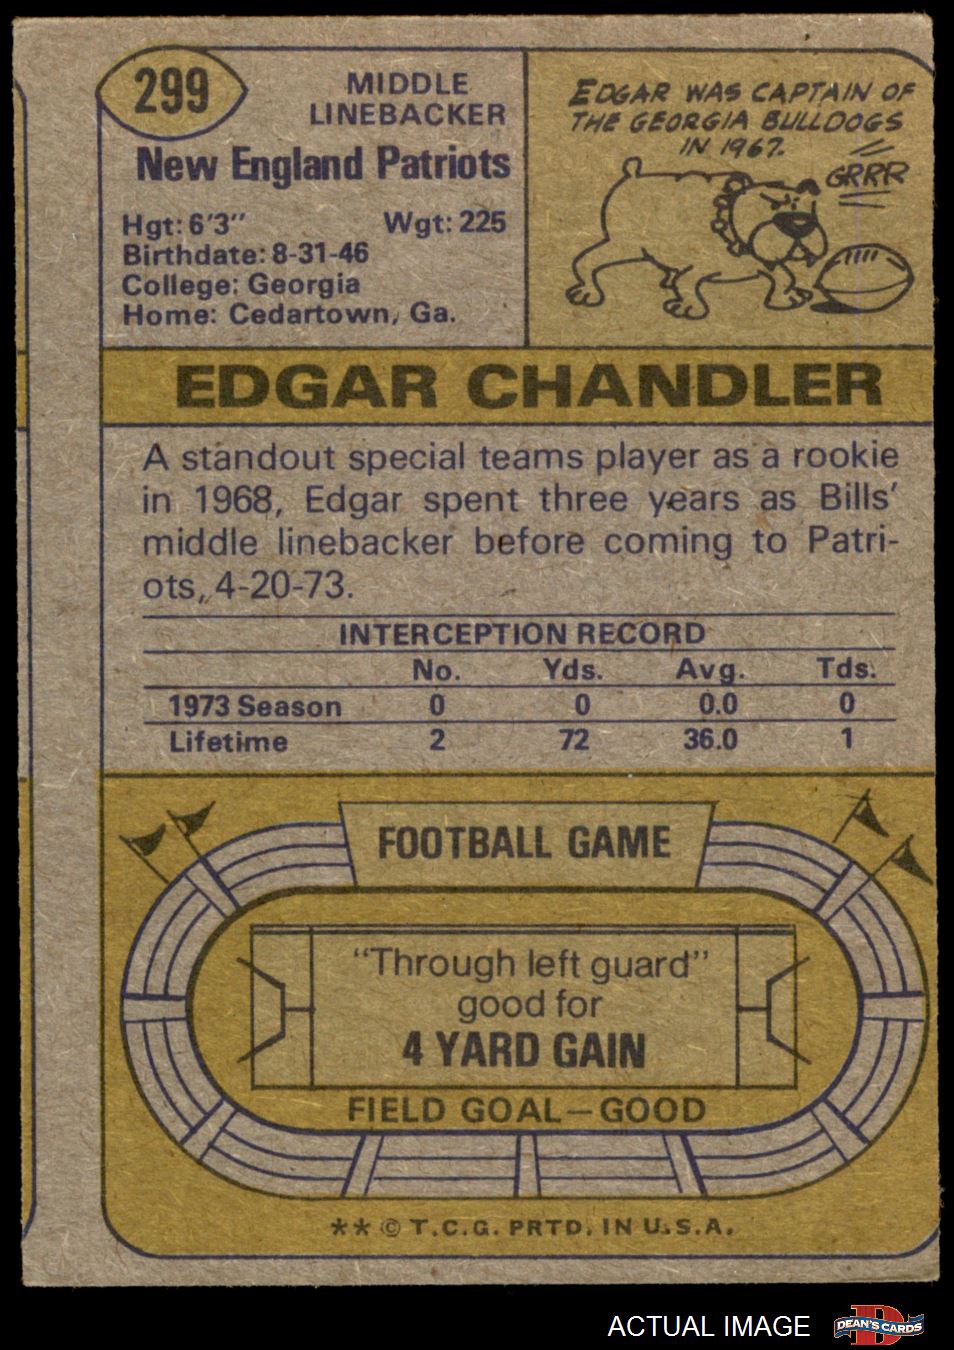 299
MIDDLE
LINEBACKER
New England Patriots
Hgt: 6'3" Wgt: 225
Birthdate: 8-31-46
College: Georgia
Home: Cedartown, Ga.
EDGAR WAS CAPTAIN OF
THE GEORGIA BULLDOGS
IN 1967.
GRRR
EDGAR CHANDLER
A standout special teams player as a rookie
in 1968, Edgar spent three years as Bills'
middle linebacker before coming to Patri-
ots, 4-20-73.
INTERCEPTION RECORD
No. Yds. Avg. Tds.
1973 Season 0 0 0.0 0
Lifetime 2 72 36.0 1
FOOTBALL GAME
"Through left guard"
good for
4 YARD GAIN
FIELD GOAL—GOOD
** © T.C.G. PRTD. IN U.S.A.
ACTUAL IMAGE
DEAN'S CARDS